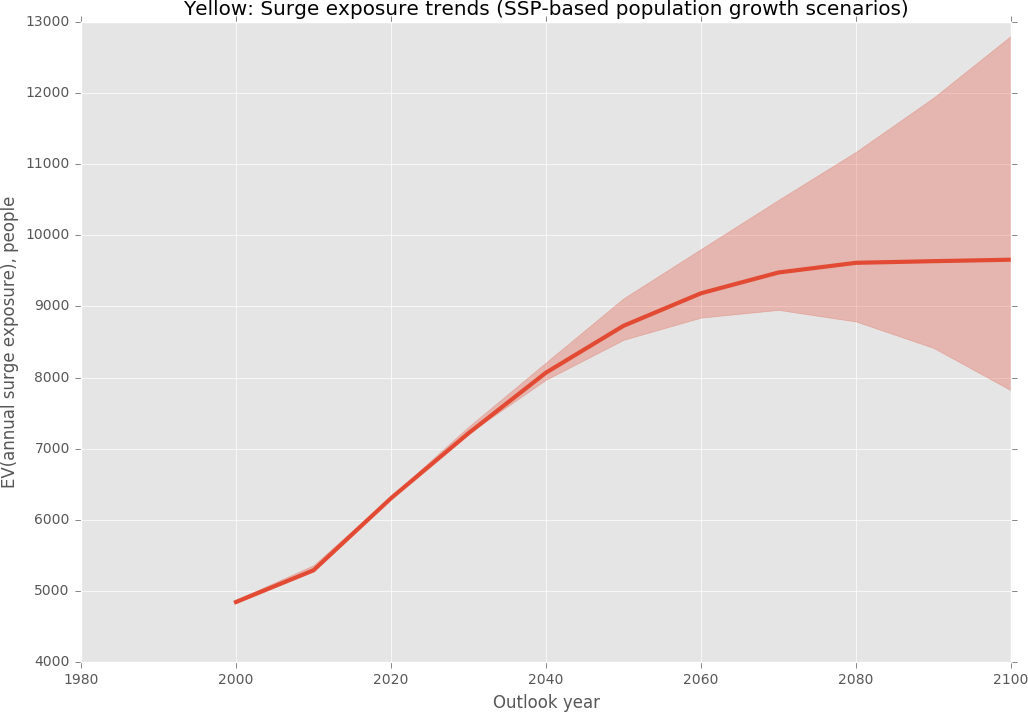 Yellow: Surge exposure trends (SSP-based population growth scenarios)
13000
12000
11000
10000
9000
8000
7000
6000
5000
4000
EV(annual surge exposure), people
1980 2000 2020 2040 2060 2080 2100
Outlook year